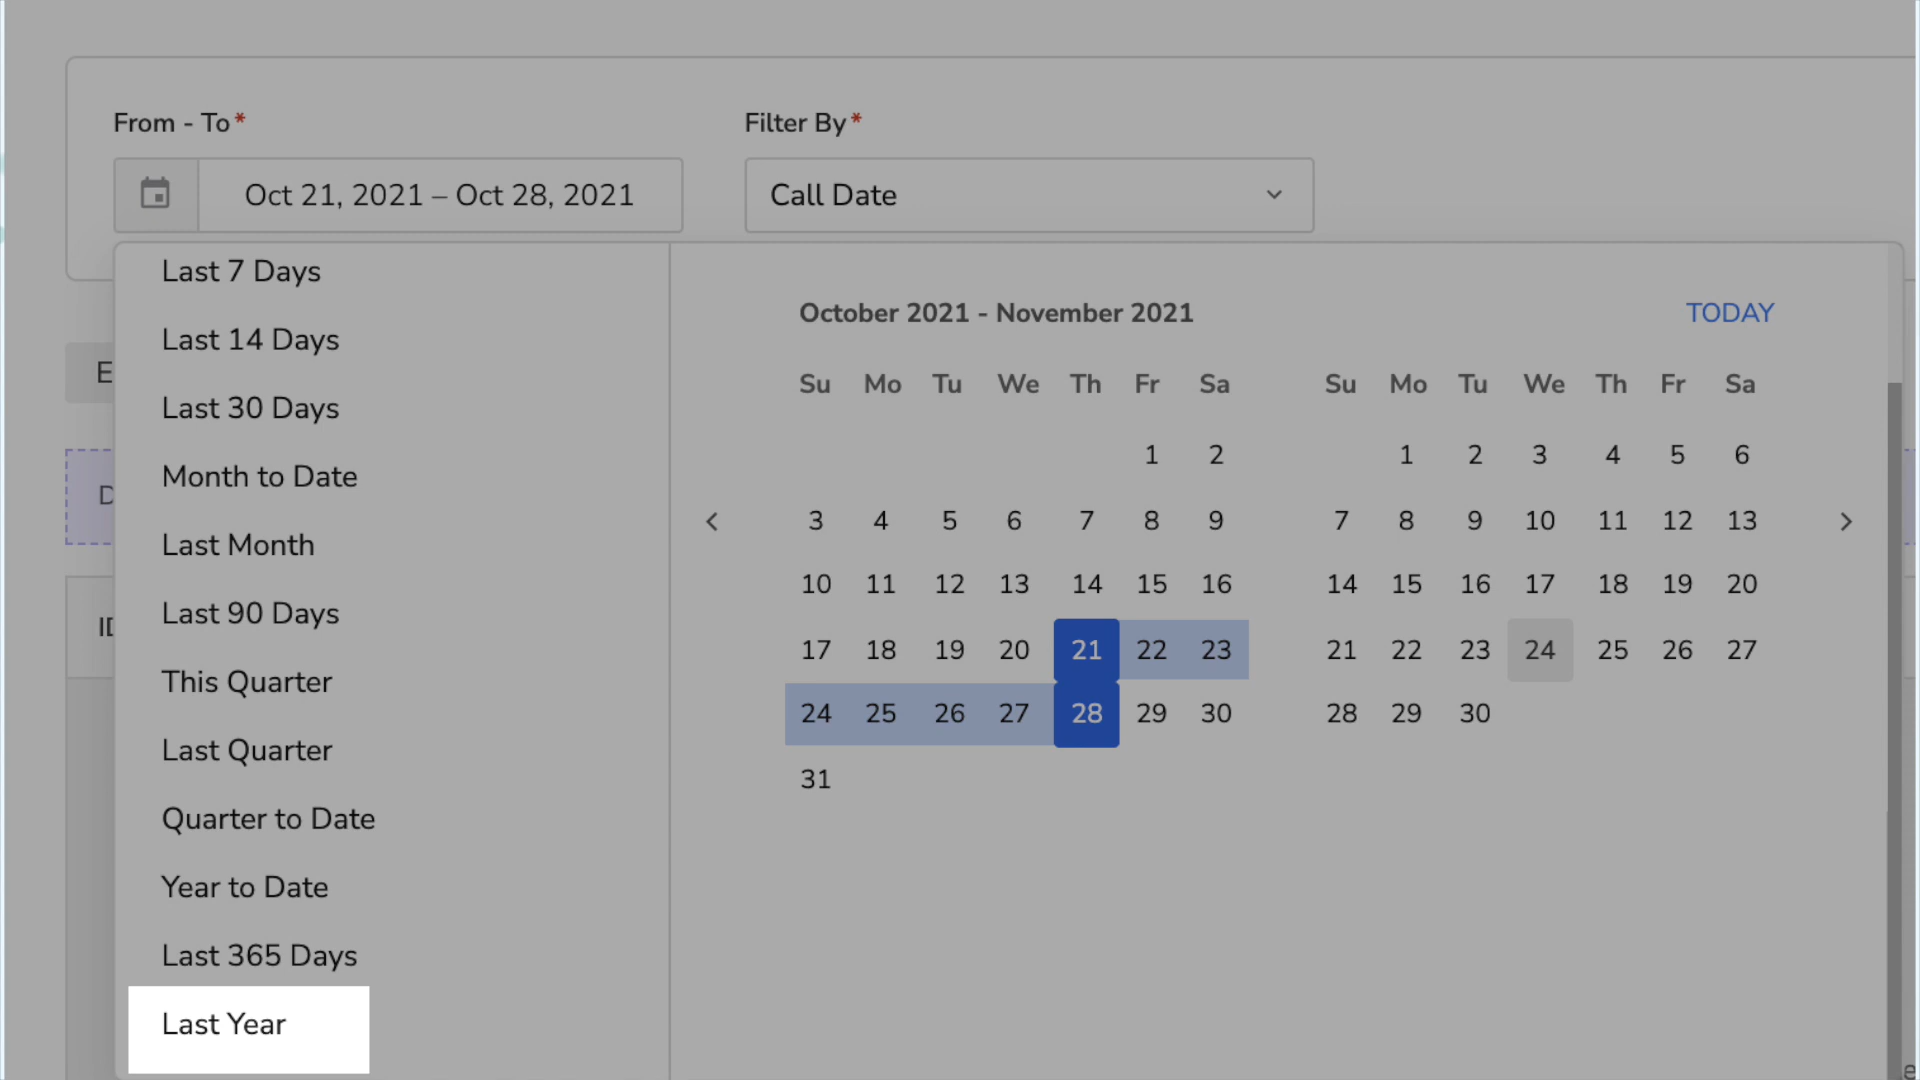 From - To*
Filter By*
Oct 21, 2021 – Oct 28, 2021
Call Date
Last 7 Days
Last 14 Days
Last 30 Days
Month to Date
Last Month
Last 90 Days
This Quarter
Last Quarter
Quarter to Date
Year to Date
Last 365 Days
Last Year
October 2021 - November 2021
TODAY
Su Mo Tu We Th Fr Sa
1 2
3 4 5 6 7 8 9
10 11 12 13 14 15 16
17 18 19 20 21 22 23
24 25 26 27 28 29 30
31
Su Mo Tu We Th Fr Sa
1 2 3 4 5 6
7 8 9 10 11 12 13
14 15 16 17 18 19 20
21 22 23 24 25 26 27
28 29 30